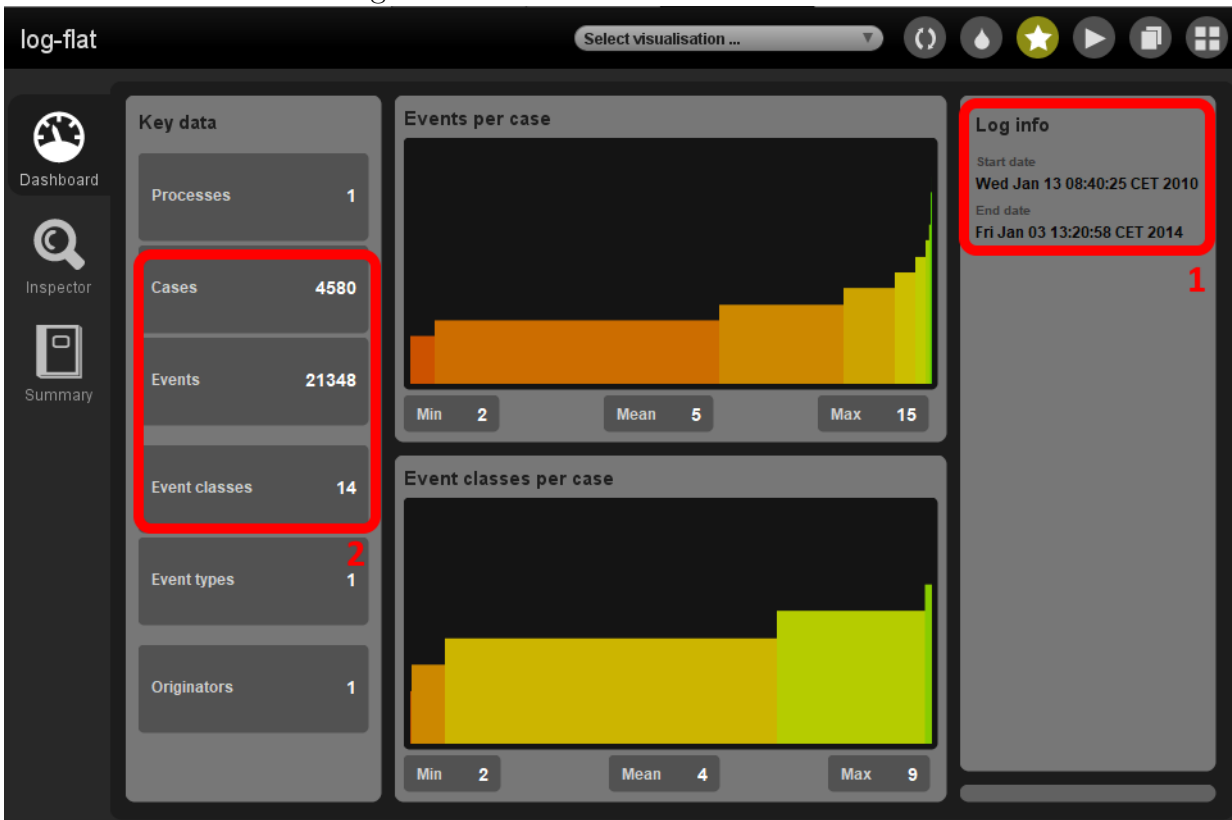 log-flat
Select visualisation ...
Dashboard
Inspector
Summary
Key data
Processes 1
Cases 4580
Events 21348
Event classes 14
2
Event types 1
Originators 1
Events per case
Min 2 Mean 5 Max 15
Event classes per case
Min 2 Mean 4 Max 9
Log info
Start date
Wed Jan 13 08:40:25 CET 2010
End date
Fri Jan 03 13:20:58 CET 2014
1